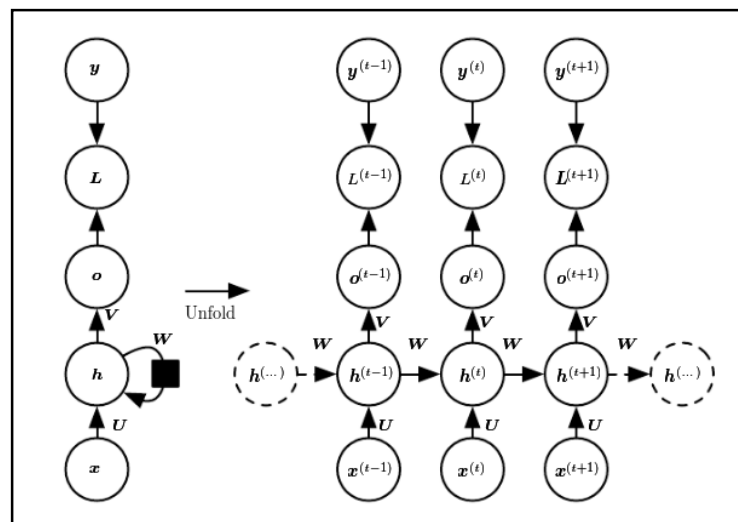 y y^(t−1) y^(t) y^(t+1)
L L^(t−1) L^(t) L^(t+1)
o o^(t−1) o^(t) o^(t+1)
Unfold
V V V V
W W W W W
h h^(...) h^(t−1) h^(t) h^(t+1) h^(...)
U U U U
x x^(t−1) x^(t) x^(t+1)